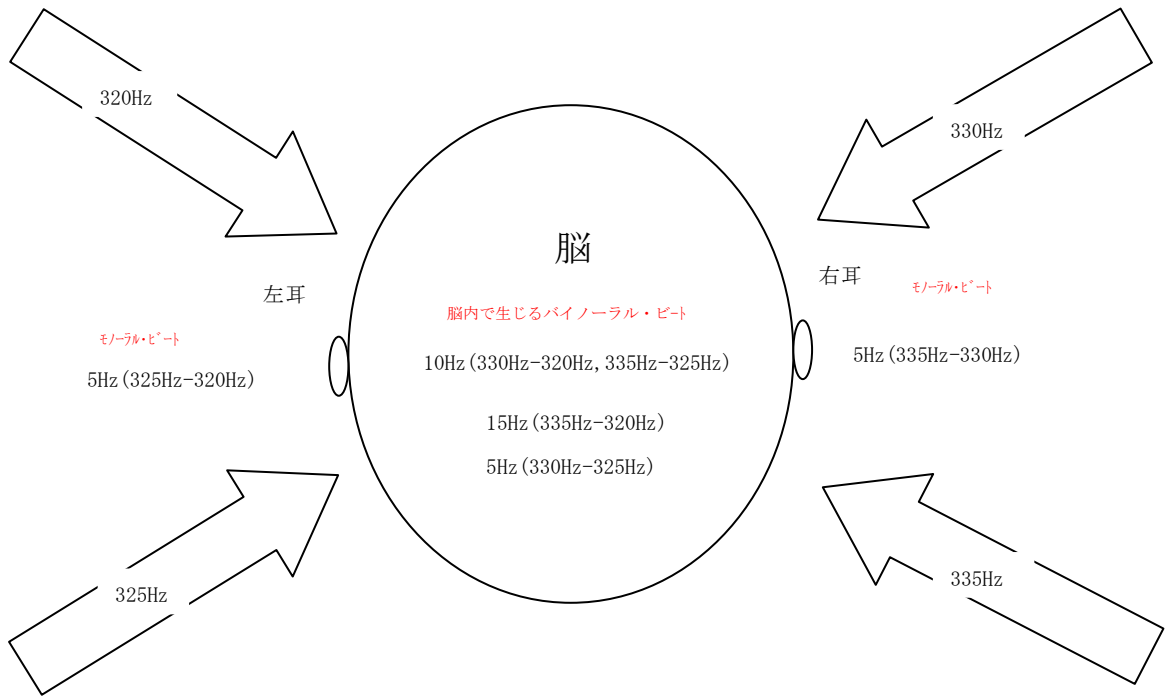 320Hz
330Hz
脳
右耳
ﾓﾉｰﾗﾙ･ﾋﾞｰﾄ
左耳
脳内で生じるバイノーラル・ビｰﾄ
ﾓﾉｰﾗﾙ･ﾋﾞｰﾄ
10Hz(330Hz-320Hz,335Hz-325Hz)
5Hz(335Hz-330Hz)
5Hz(325Hz-320Hz)
15Hz(335Hz-320Hz)
5Hz(330Hz-325Hz)
325Hz
335Hz